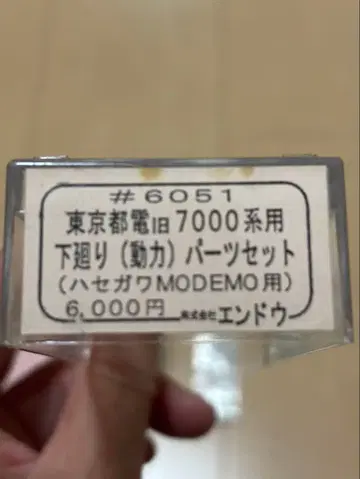 #6051
東京都電旧7000系用
下廻り(動力)パーツセット
(ハセガワMODEMO用)
6,000円 株式会社エンドウ